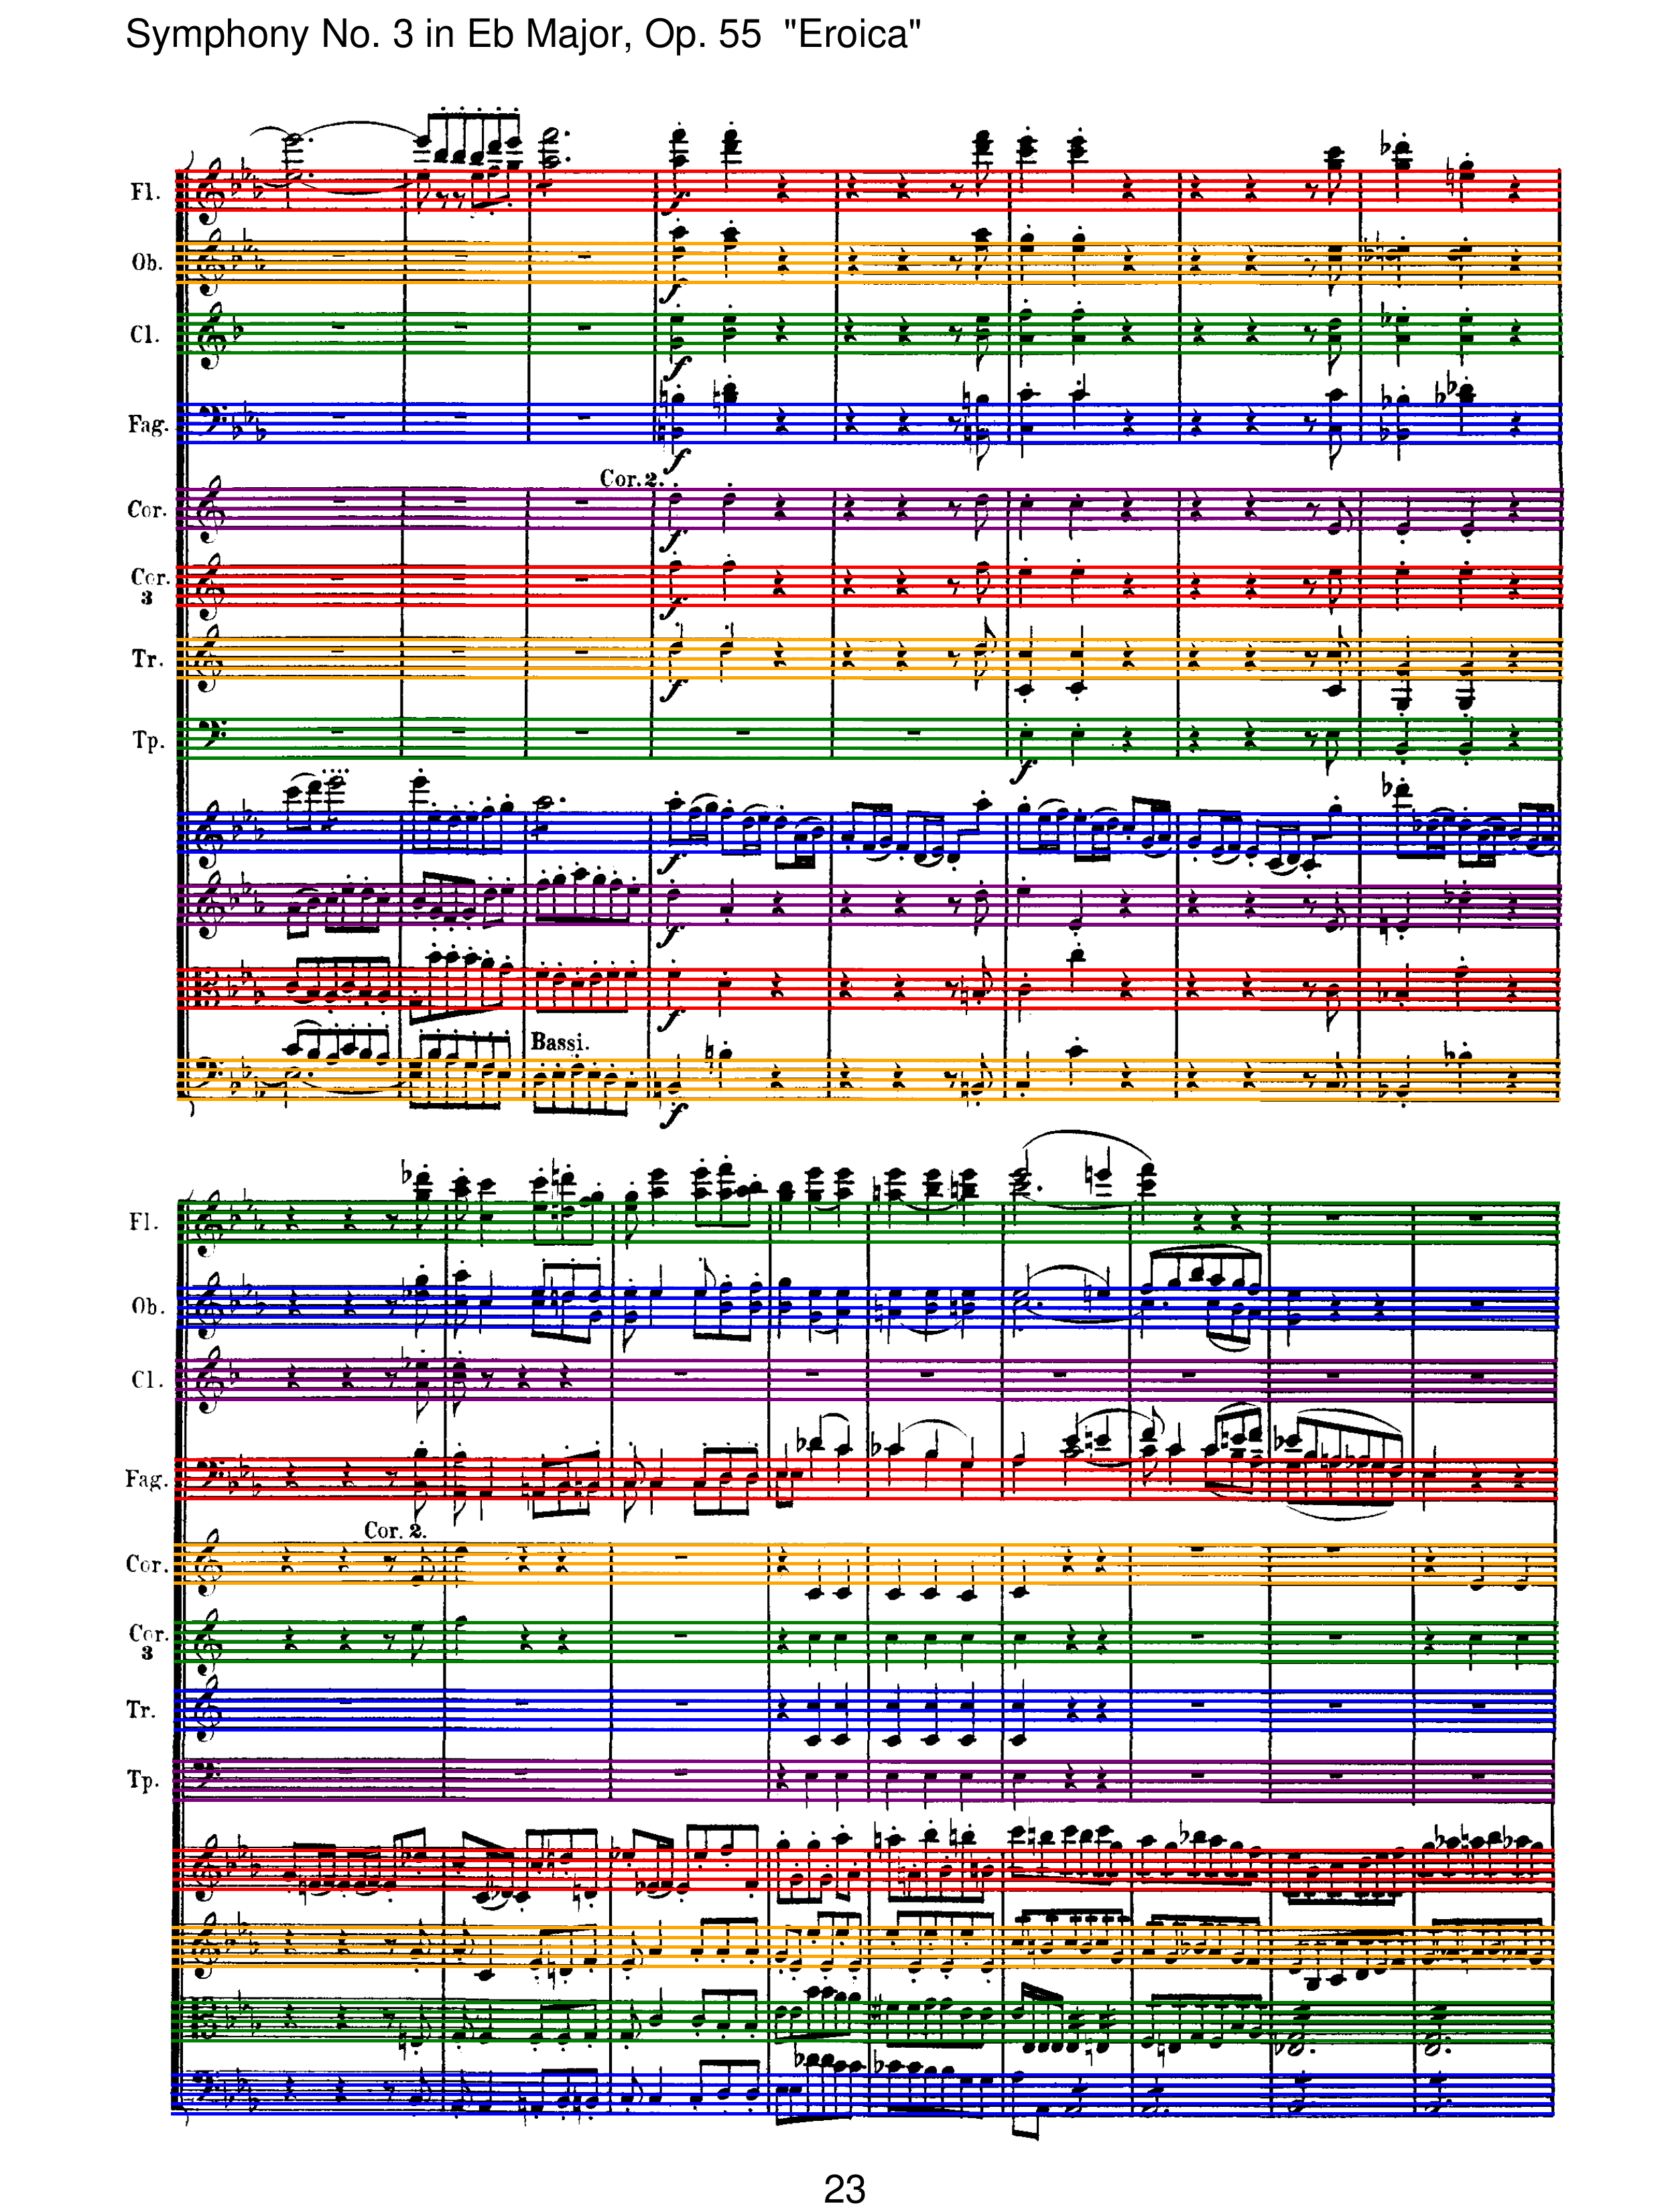 Symphony No. 3 in Eb Major, Op. 55 "Eroica"
Fl.
Ob.
Cl.
Fag.
Cor. 2.
Cor.
Cor.
3
Tr.
Tp.
Bassi.
Fl.
Ob.
Cl.
Fag.
Cor. 2.
Cor.
Cor.
3
Tr.
Tp.
23